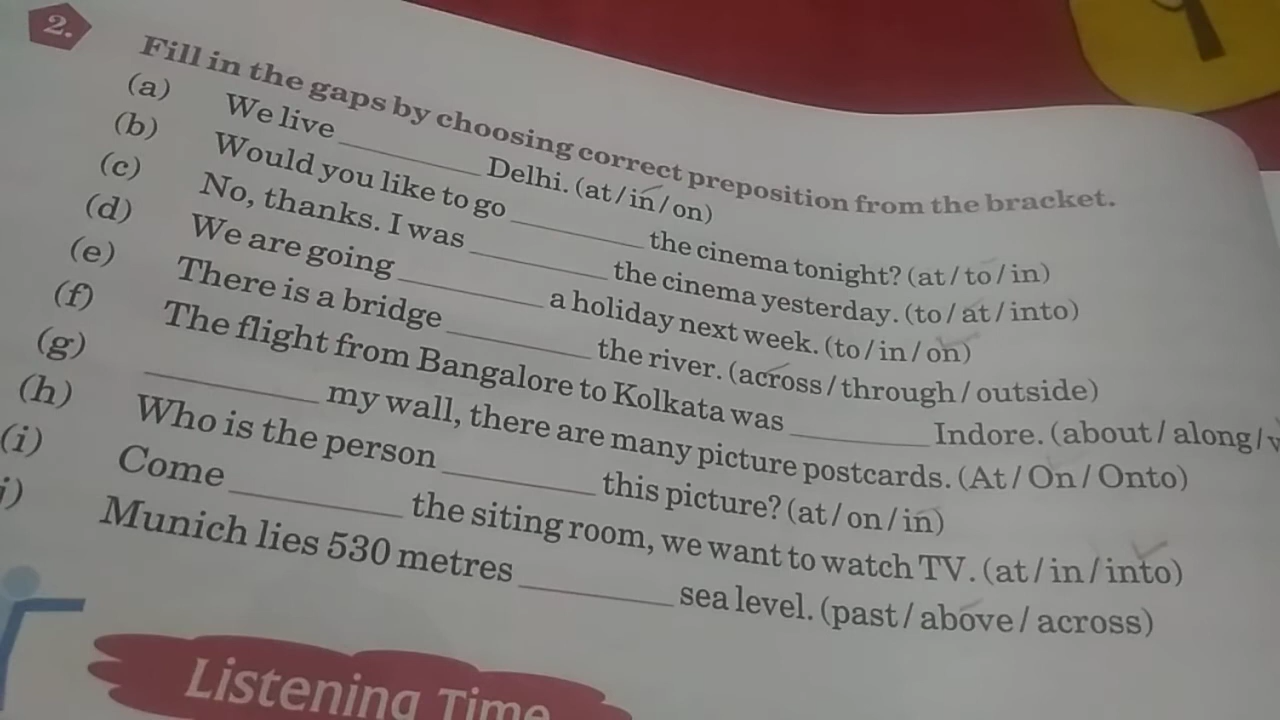 2. Fill in the gaps by choosing correct preposition from the bracket.
(a) We live ________ Delhi. (at/in/on)
(b) Would you like to go ________ the cinema tonight? (at/to/in)
(c) No, thanks. I was ________ the cinema yesterday. (to/at/into)
(d) We are going ________ a holiday next week. (to/in/on)
(e) There is a bridge ________ the river. (across/through/outside)
(f) The flight from Bangalore to Kolkata was ________ Indore. (about/along/
(g) ________ my wall, there are many picture postcards. (At/On/Onto)
(h) Who is the person ________ this picture? (at/on/in)
(i) Come ________ the siting room, we want to watch TV. (at/in/into)
j) Munich lies 530 metres ________ sea level. (past/above/across)
Listening Time